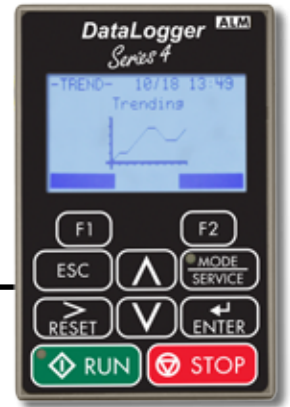 DataLogger ALM
Series 4
-TREND- 10/18 13:49
Trending
F1 F2
ESC MODE
SERVICE
RESET ENTER
RUN STOP